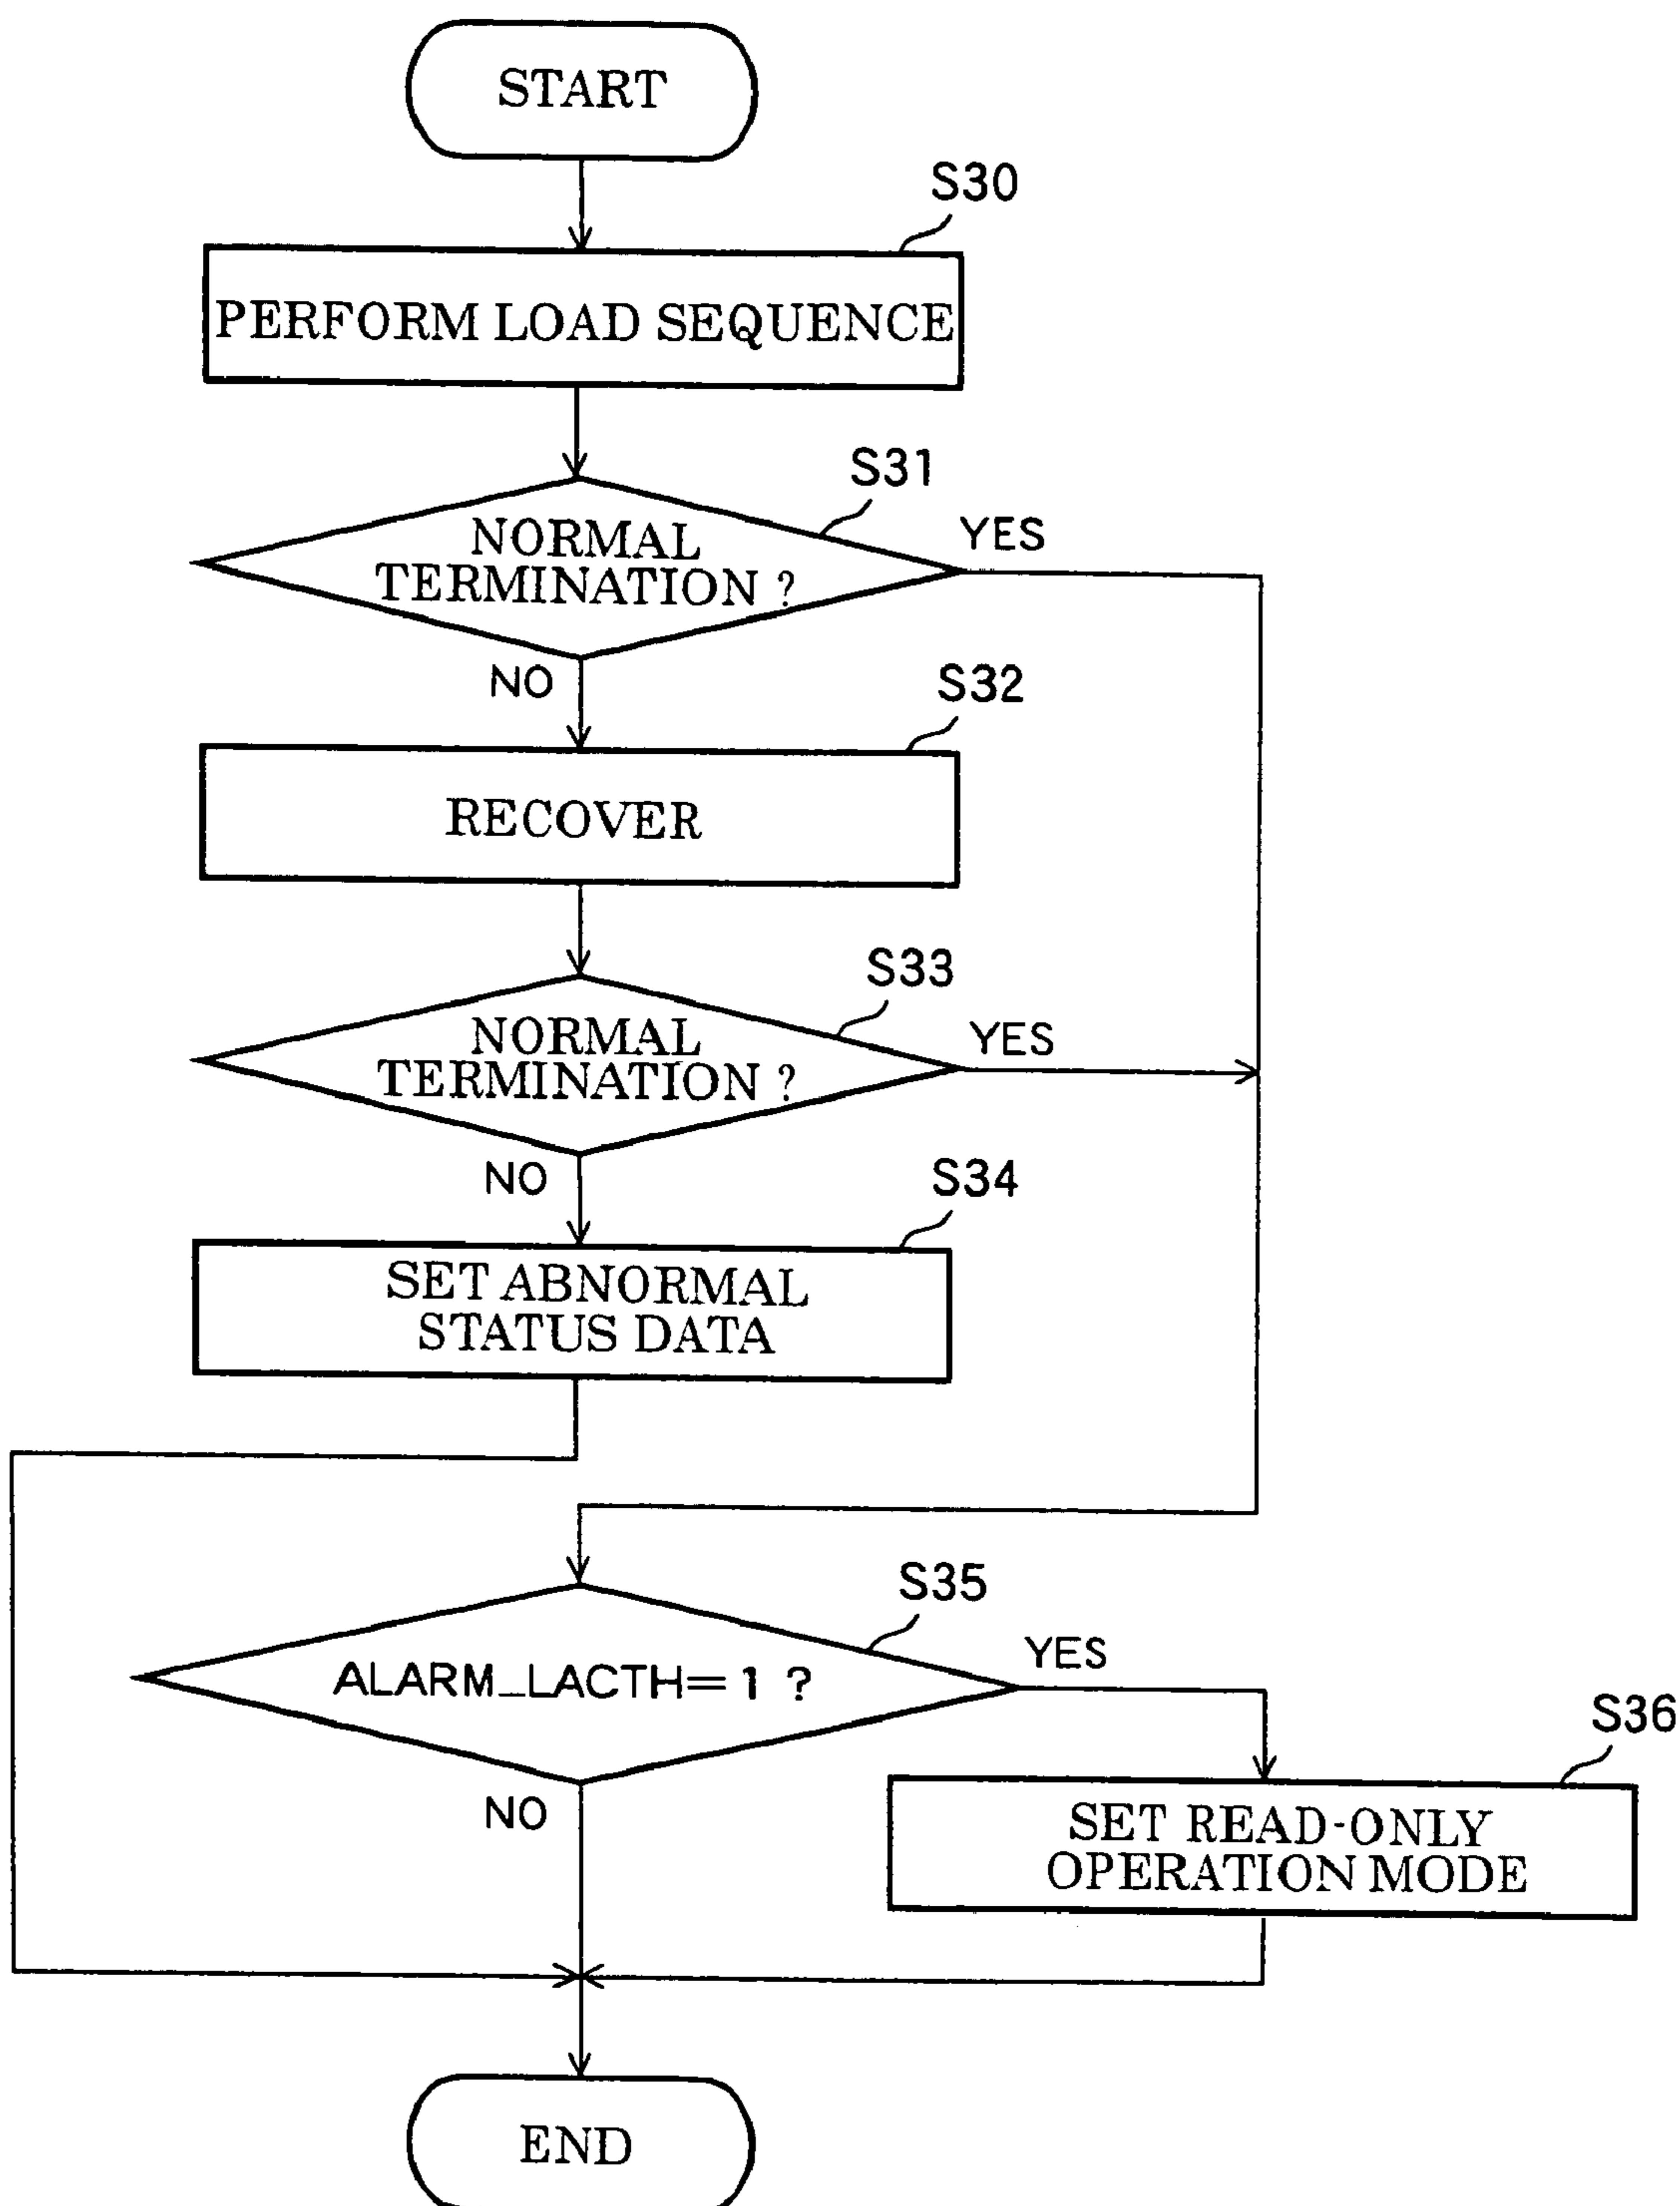 START
S30
PERFORM LOAD SEQUENCE
S31
NORMAL
TERMINATION ?
YES
NO
S32
RECOVER
S33
NORMAL
TERMINATION ?
YES
NO
S34
SET ABNORMAL
STATUS DATA
S35
ALARM_LACTH=1 ?
YES
NO
S36
SET READ-ONLY
OPERATION MODE
END